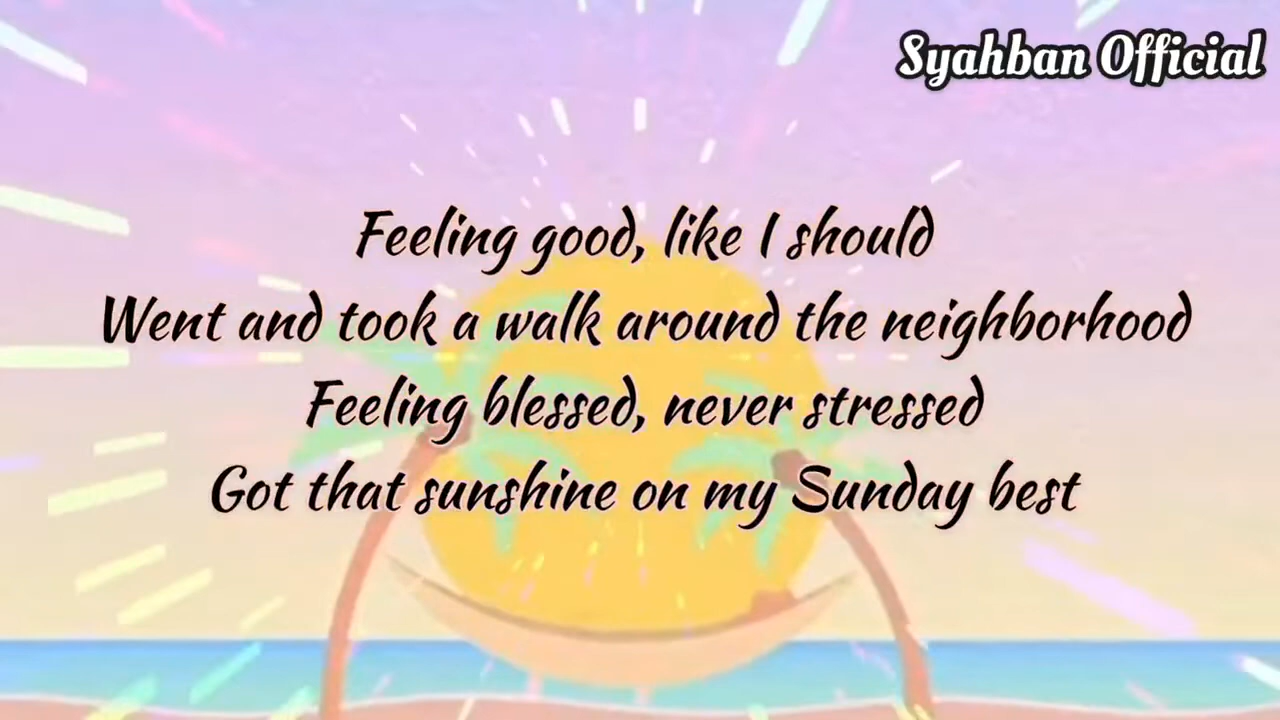 Syahban Official
Feeling good, like I should
Went and took a walk around the neighborhood
Feeling blessed, never stressed
Got that sunshine on my Sunday best